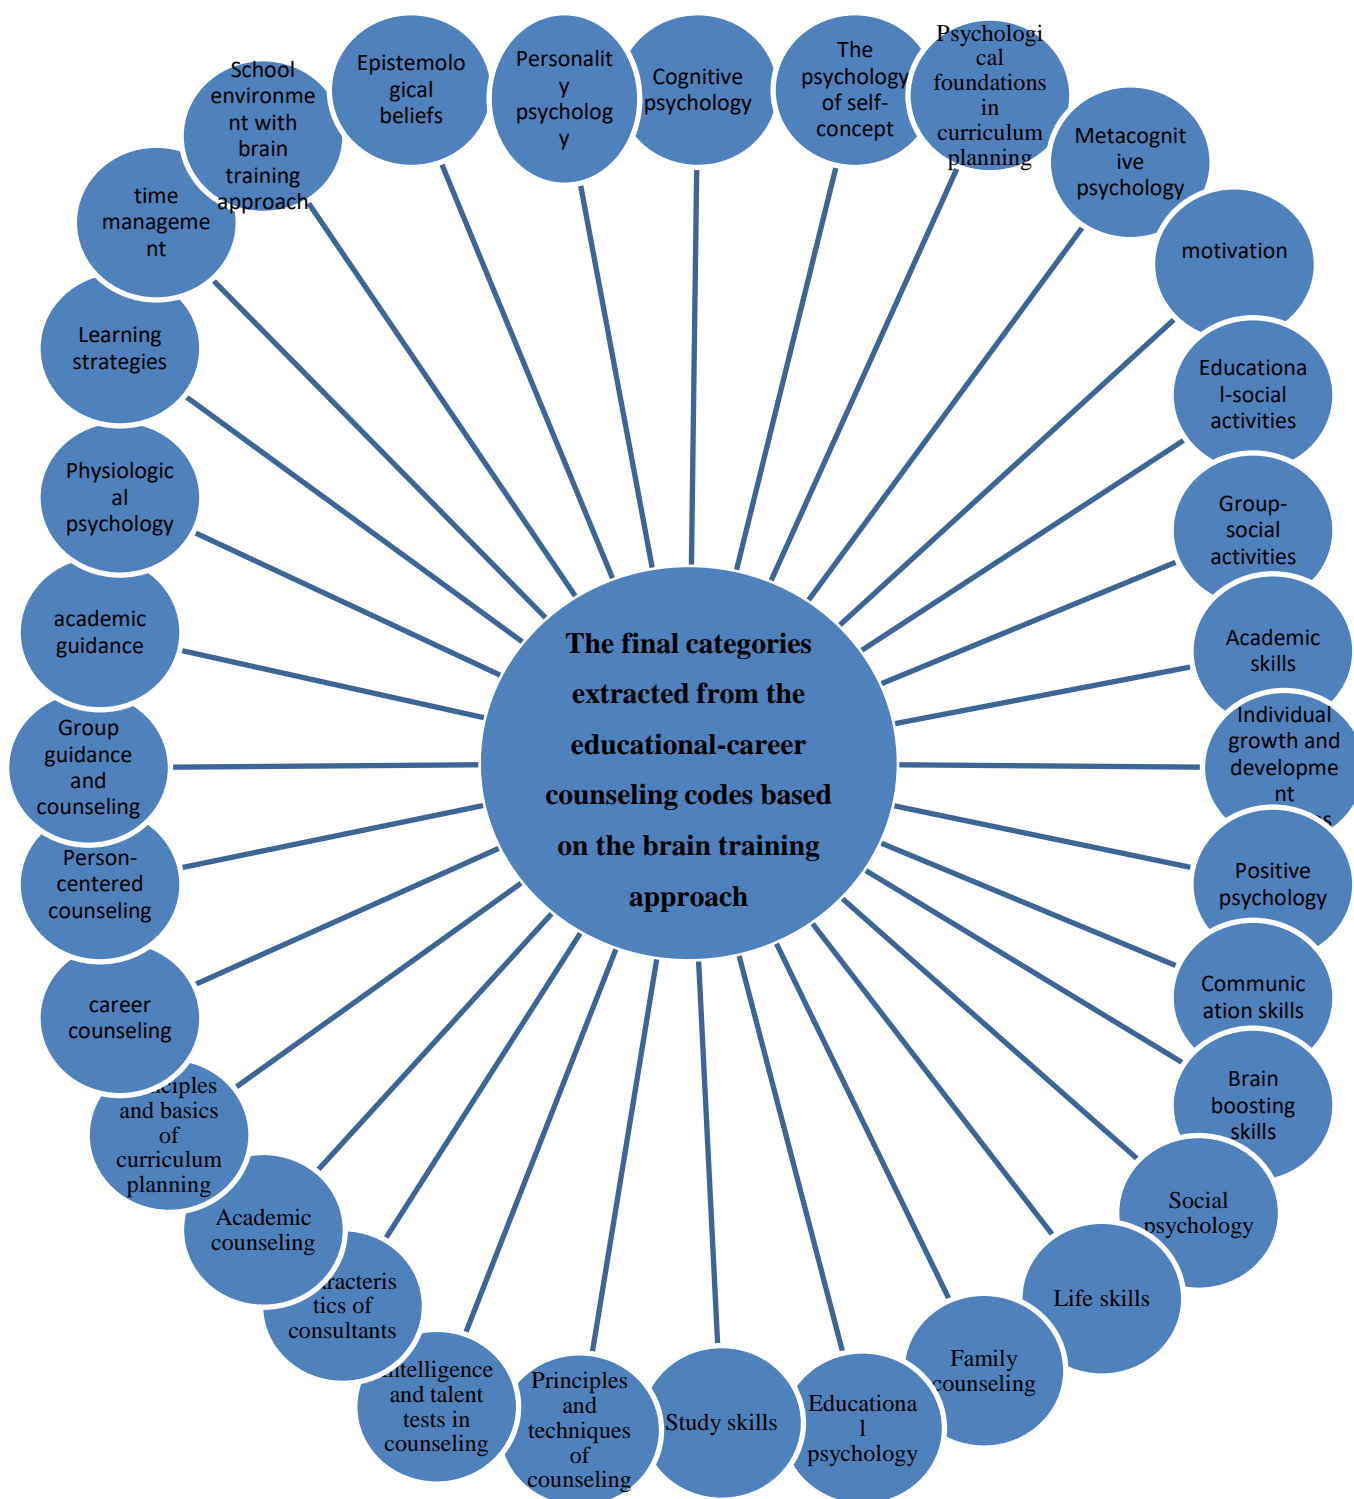 Psychologi
cal
foundations
in
curriculum
planning
The
psychology
of self-
concept
Cognitive
psychology
Personalit
y
psycholog
y
Epistemolo
gical
beliefs
School
environme
nt with
brain
training
approach
time
manageme
nt
Learning
strategies
Physiologic
al
psychology
academic
guidance
Group
guidance
and
counseling
Person-
centered
counseling
career
counseling
and basics
of
curriculum
planning
Academic
counseling
tics of
consultants
and talent
tests in
counseling
Principles
and
techniques
of
counseling
Study skills
Educationa
l
psychology
Family
counseling
Life skills
Social
psychology
Brain
boosting
skills
Communic
ation skills
Positive
psychology
Individual
growth and
developme
nt
Academic
skills
Group-
social
activities
Educationa
l-social
activities
motivation
Metacognit
ive
psychology
The final categories
extracted from the
educational-career
counseling codes based
on the brain training
approach